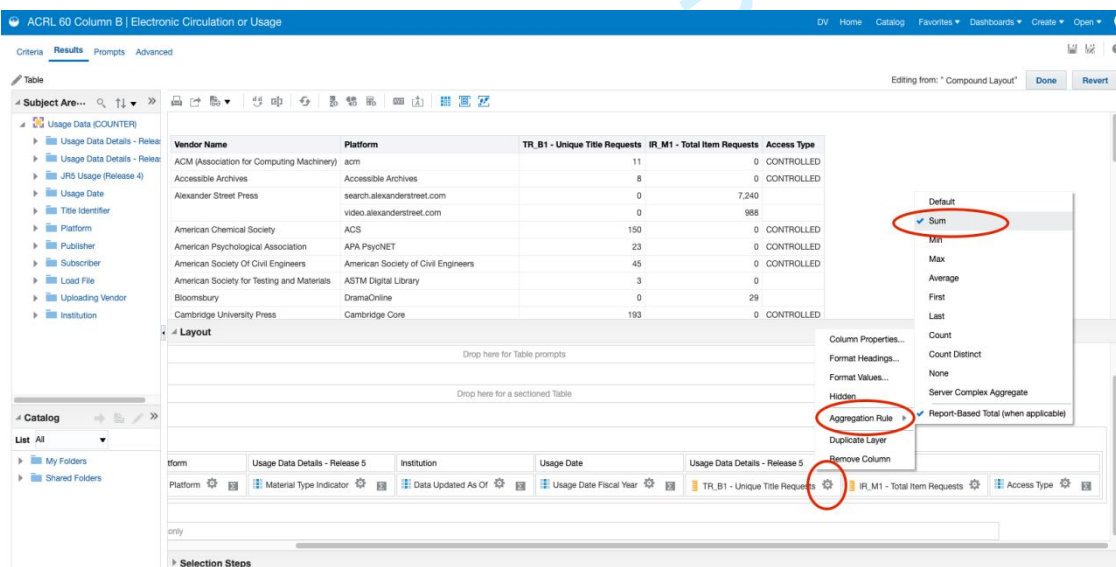 ACRL 60 Column B | Electronic Circulation or Usage
DV Home Catalog Favorites Dashboards Create Open
Criteria Results Prompts Advanced
Table
Editing from: " Compound Layout" Done Revert
Subject Are...
Usage Data (COUNTER)
Usage Data Details - Relea
Usage Data Details - Relea
JR5 Usage (Release 4)
Usage Date
Title Identifier
Platform
Publisher
Subscriber
Load File
Uploading Vendor
Institution
Vendor Name Platform TR_B1 - Unique Title Requests IR_M1 - Total Item Requests Access Type
ACM (Association for Computing Machinery) acm 11 0 CONTROLLED
Accessible Archives Accessible Archives 8 0 CONTROLLED
Alexander Street Press search.alexanderstreet.com 0 7,240
video.alexanderstreet.com 0 988
American Chemical Society ACS 150 0 CONTROLLED
American Psychological Association APA PsycNET 23 0 CONTROLLED
American Society Of Civil Engineers American Society of Civil Engineers 45 0 CONTROLLED
American Society for Testing and Materials ASTM Digital Library 3 0
Bloomsbury DramaOnline 0 29
Cambridge University Press Cambridge Core 193 0 CONTROLLED
Default
Sum
Min
Max
Average
First
Last
Count
Count Distinct
None
Server Complex Aggregate
Report-Based Total (when applicable)
Layout
Drop here for Table prompts
Drop here for a sectioned Table
Column Properties...
Format Headings...
Format Values...
Hidden
Aggregation Rule
Duplicate Layer
Remove Column
Catalog
List All
My Folders
Shared Folders
tform Usage Data Details - Release 5 Institution Usage Date Usage Data Details - Release 5
Platform Material Type Indicator Data Updated As Of Usage Date Fiscal Year TR_B1 - Unique Title Requests IR_M1 - Total Item Requests Access Type
only
Selection Steps